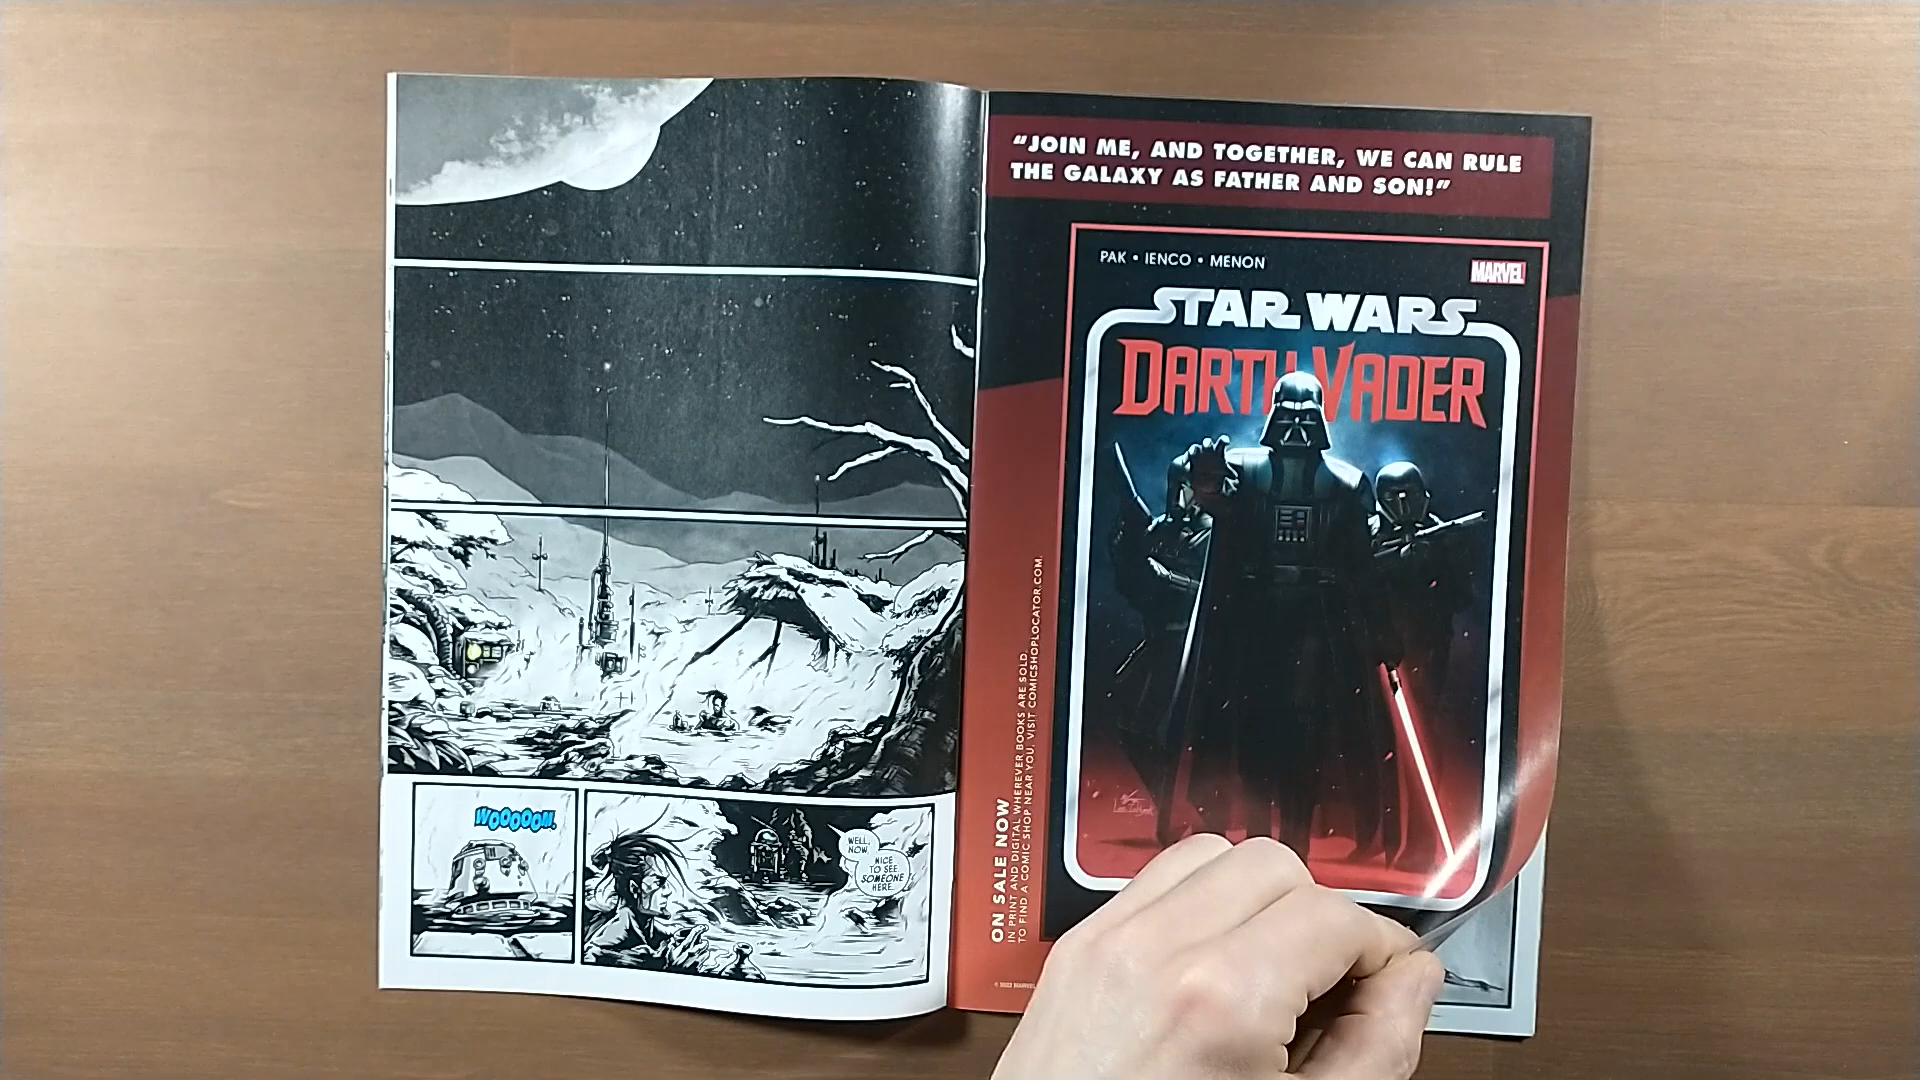 WOOOOOM.
WELL,
NOW.
NICE
TO SEE
SOMEONE
HERE.
"JOIN ME, AND TOGETHER, WE CAN RULE
THE GALAXY AS FATHER AND SON!"
PAK • IENCO • MENON
MARVEL
STAR WARS
DARTH VADER
ON SALE NOW
IN PRINT AND DIGITAL WHEREVER BOOKS ARE SOLD.
TO FIND A COMIC SHOP NEAR YOU, VISIT COMICSHOPLOCATOR.COM.
© 2022 MARVEL